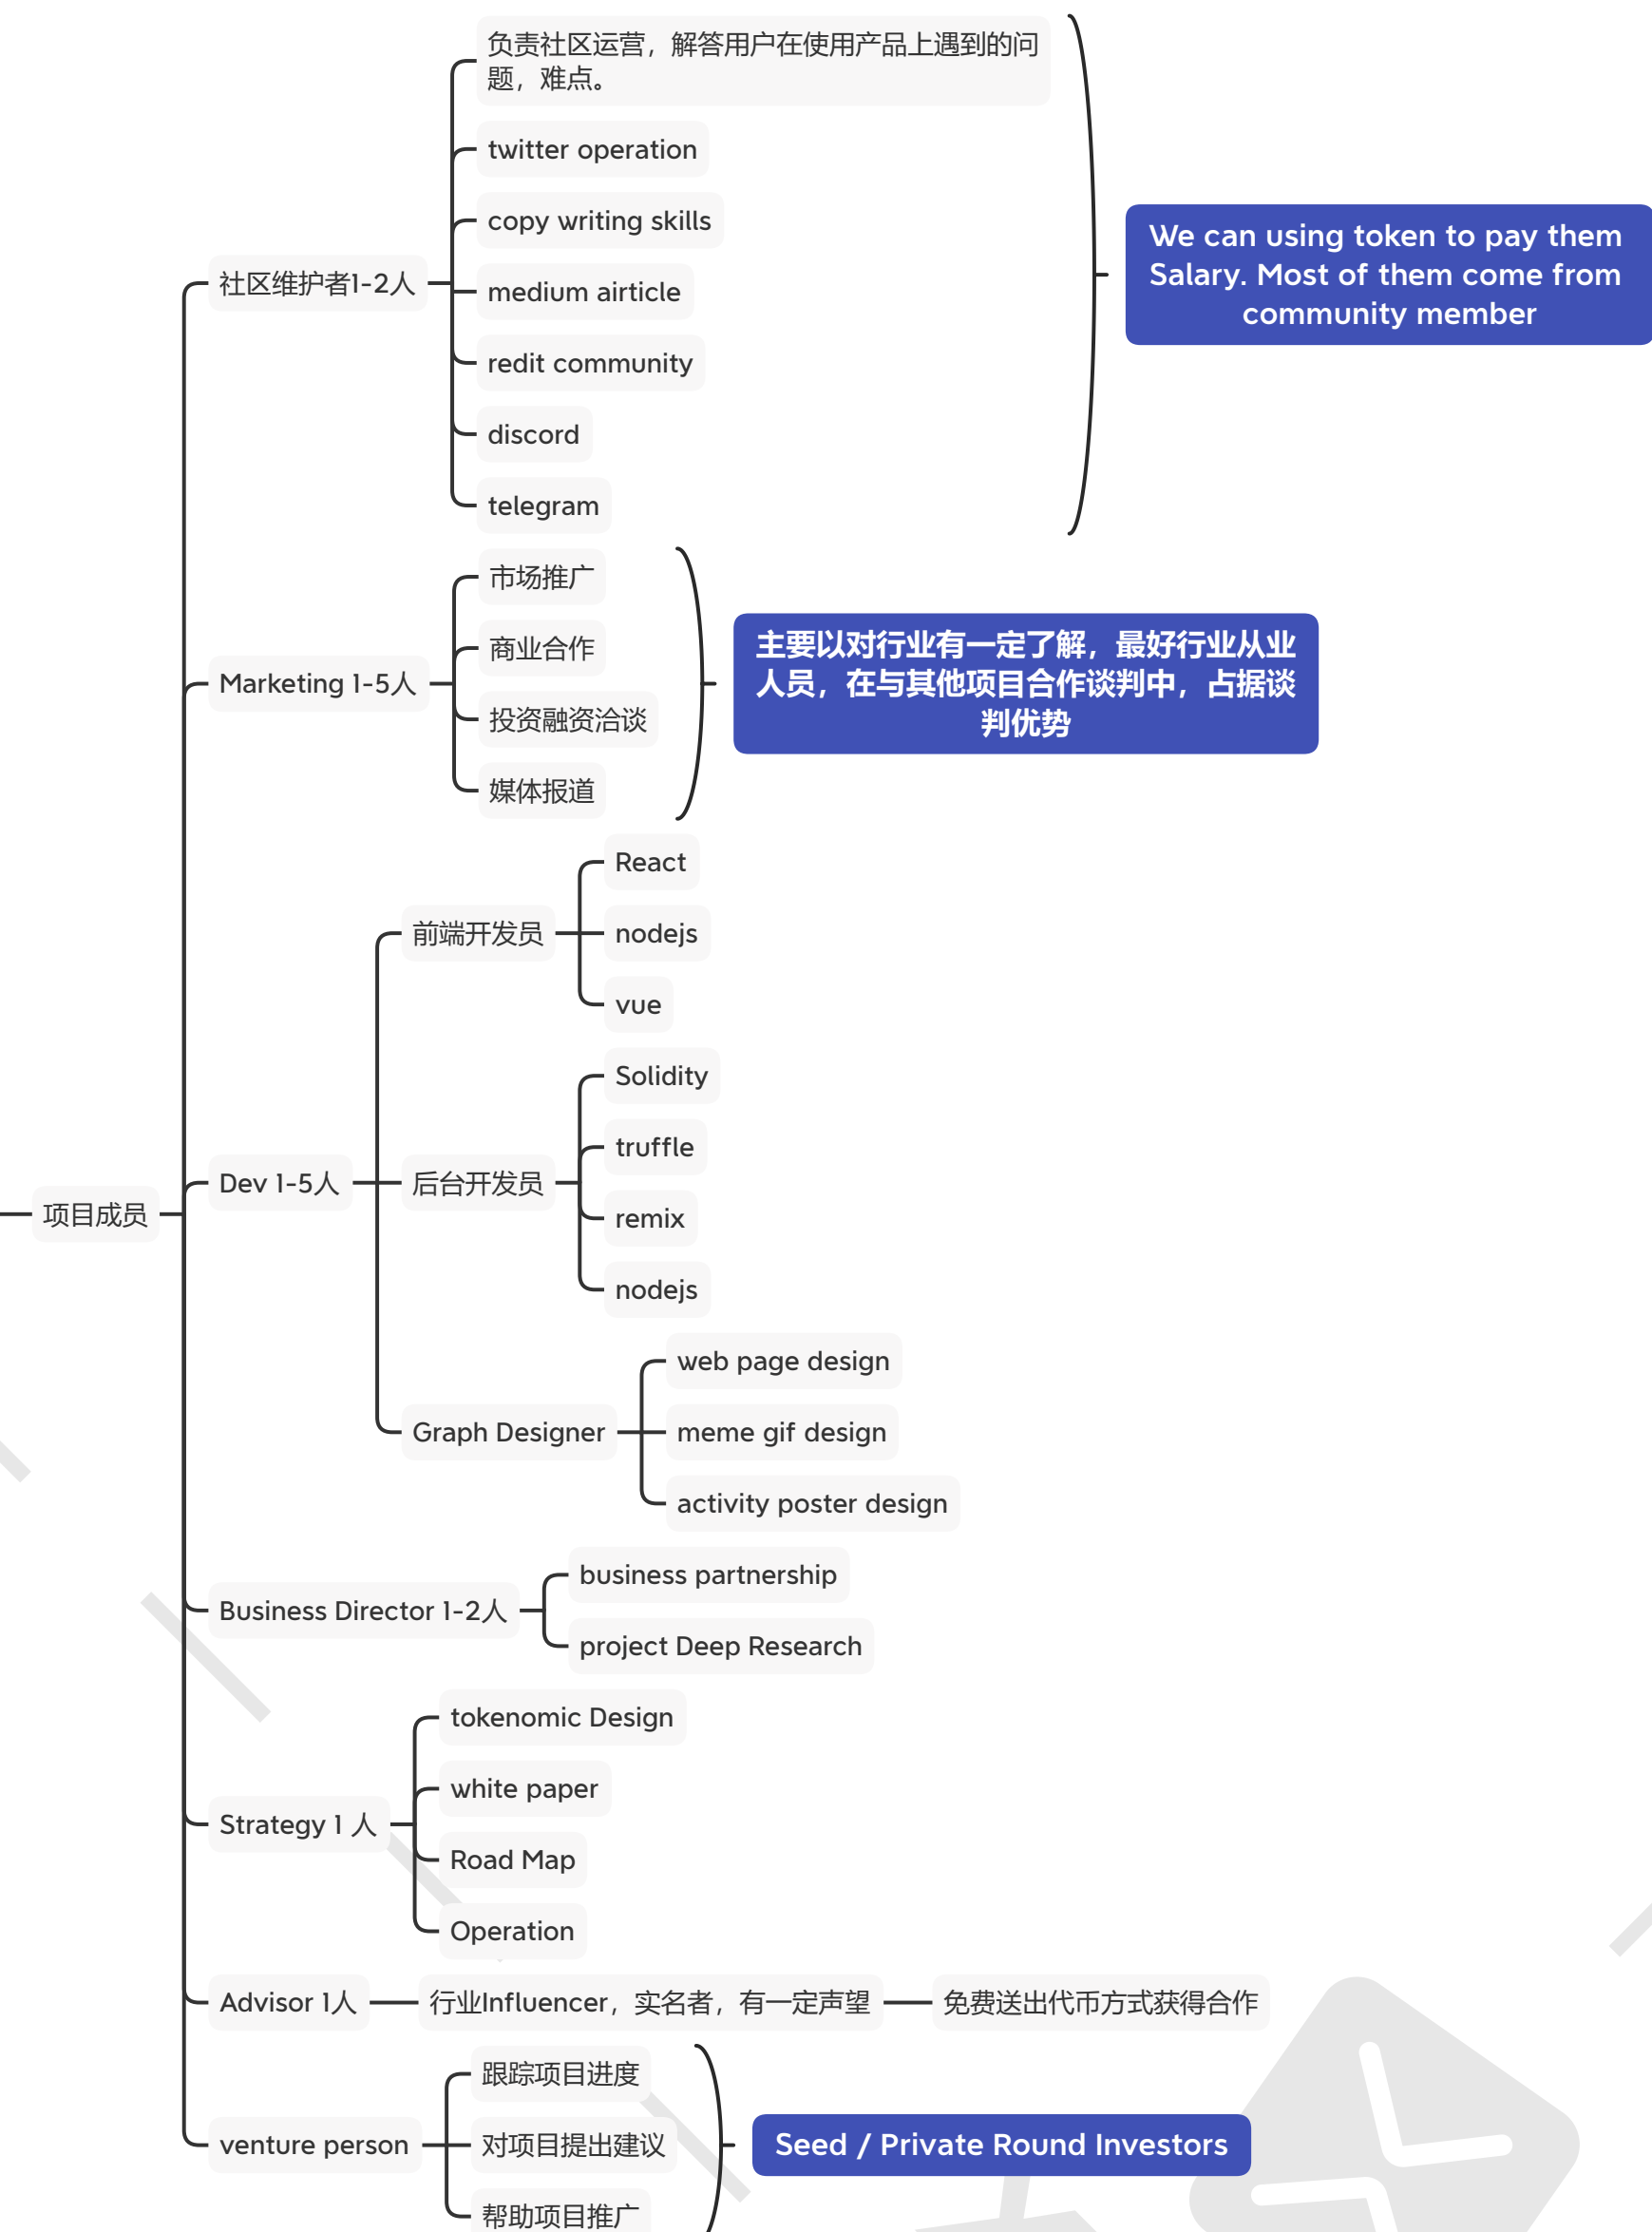 负责社区运营，解答用户在使用产品上遇到的问
题，难点。
twitter operation
copy writing skills
medium airticle
redit community
discord
telegram
社区维护者1-2人
We can using token to pay them
Salary. Most of them come from
community member
市场推广
商业合作
投资融资洽谈
媒体报道
Marketing 1-5人
主要以对行业有一定了解，最好行业从业
人员，在与其他项目合作谈判中，占据谈
判优势
React
nodejs
vue
前端开发员
Solidity
truffle
remix
nodejs
后台开发员
Dev 1-5人
项目成员
web page design
meme gif design
activity poster design
Graph Designer
business partnership
project Deep Research
Business Director 1-2人
tokenomic Design
white paper
Road Map
Operation
Strategy 1 人
Advisor 1人
行业Influencer，实名者，有一定声望
免费送出代币方式获得合作
跟踪项目进度
对项目提出建议
帮助项目推广
venture person
Seed / Private Round Investors